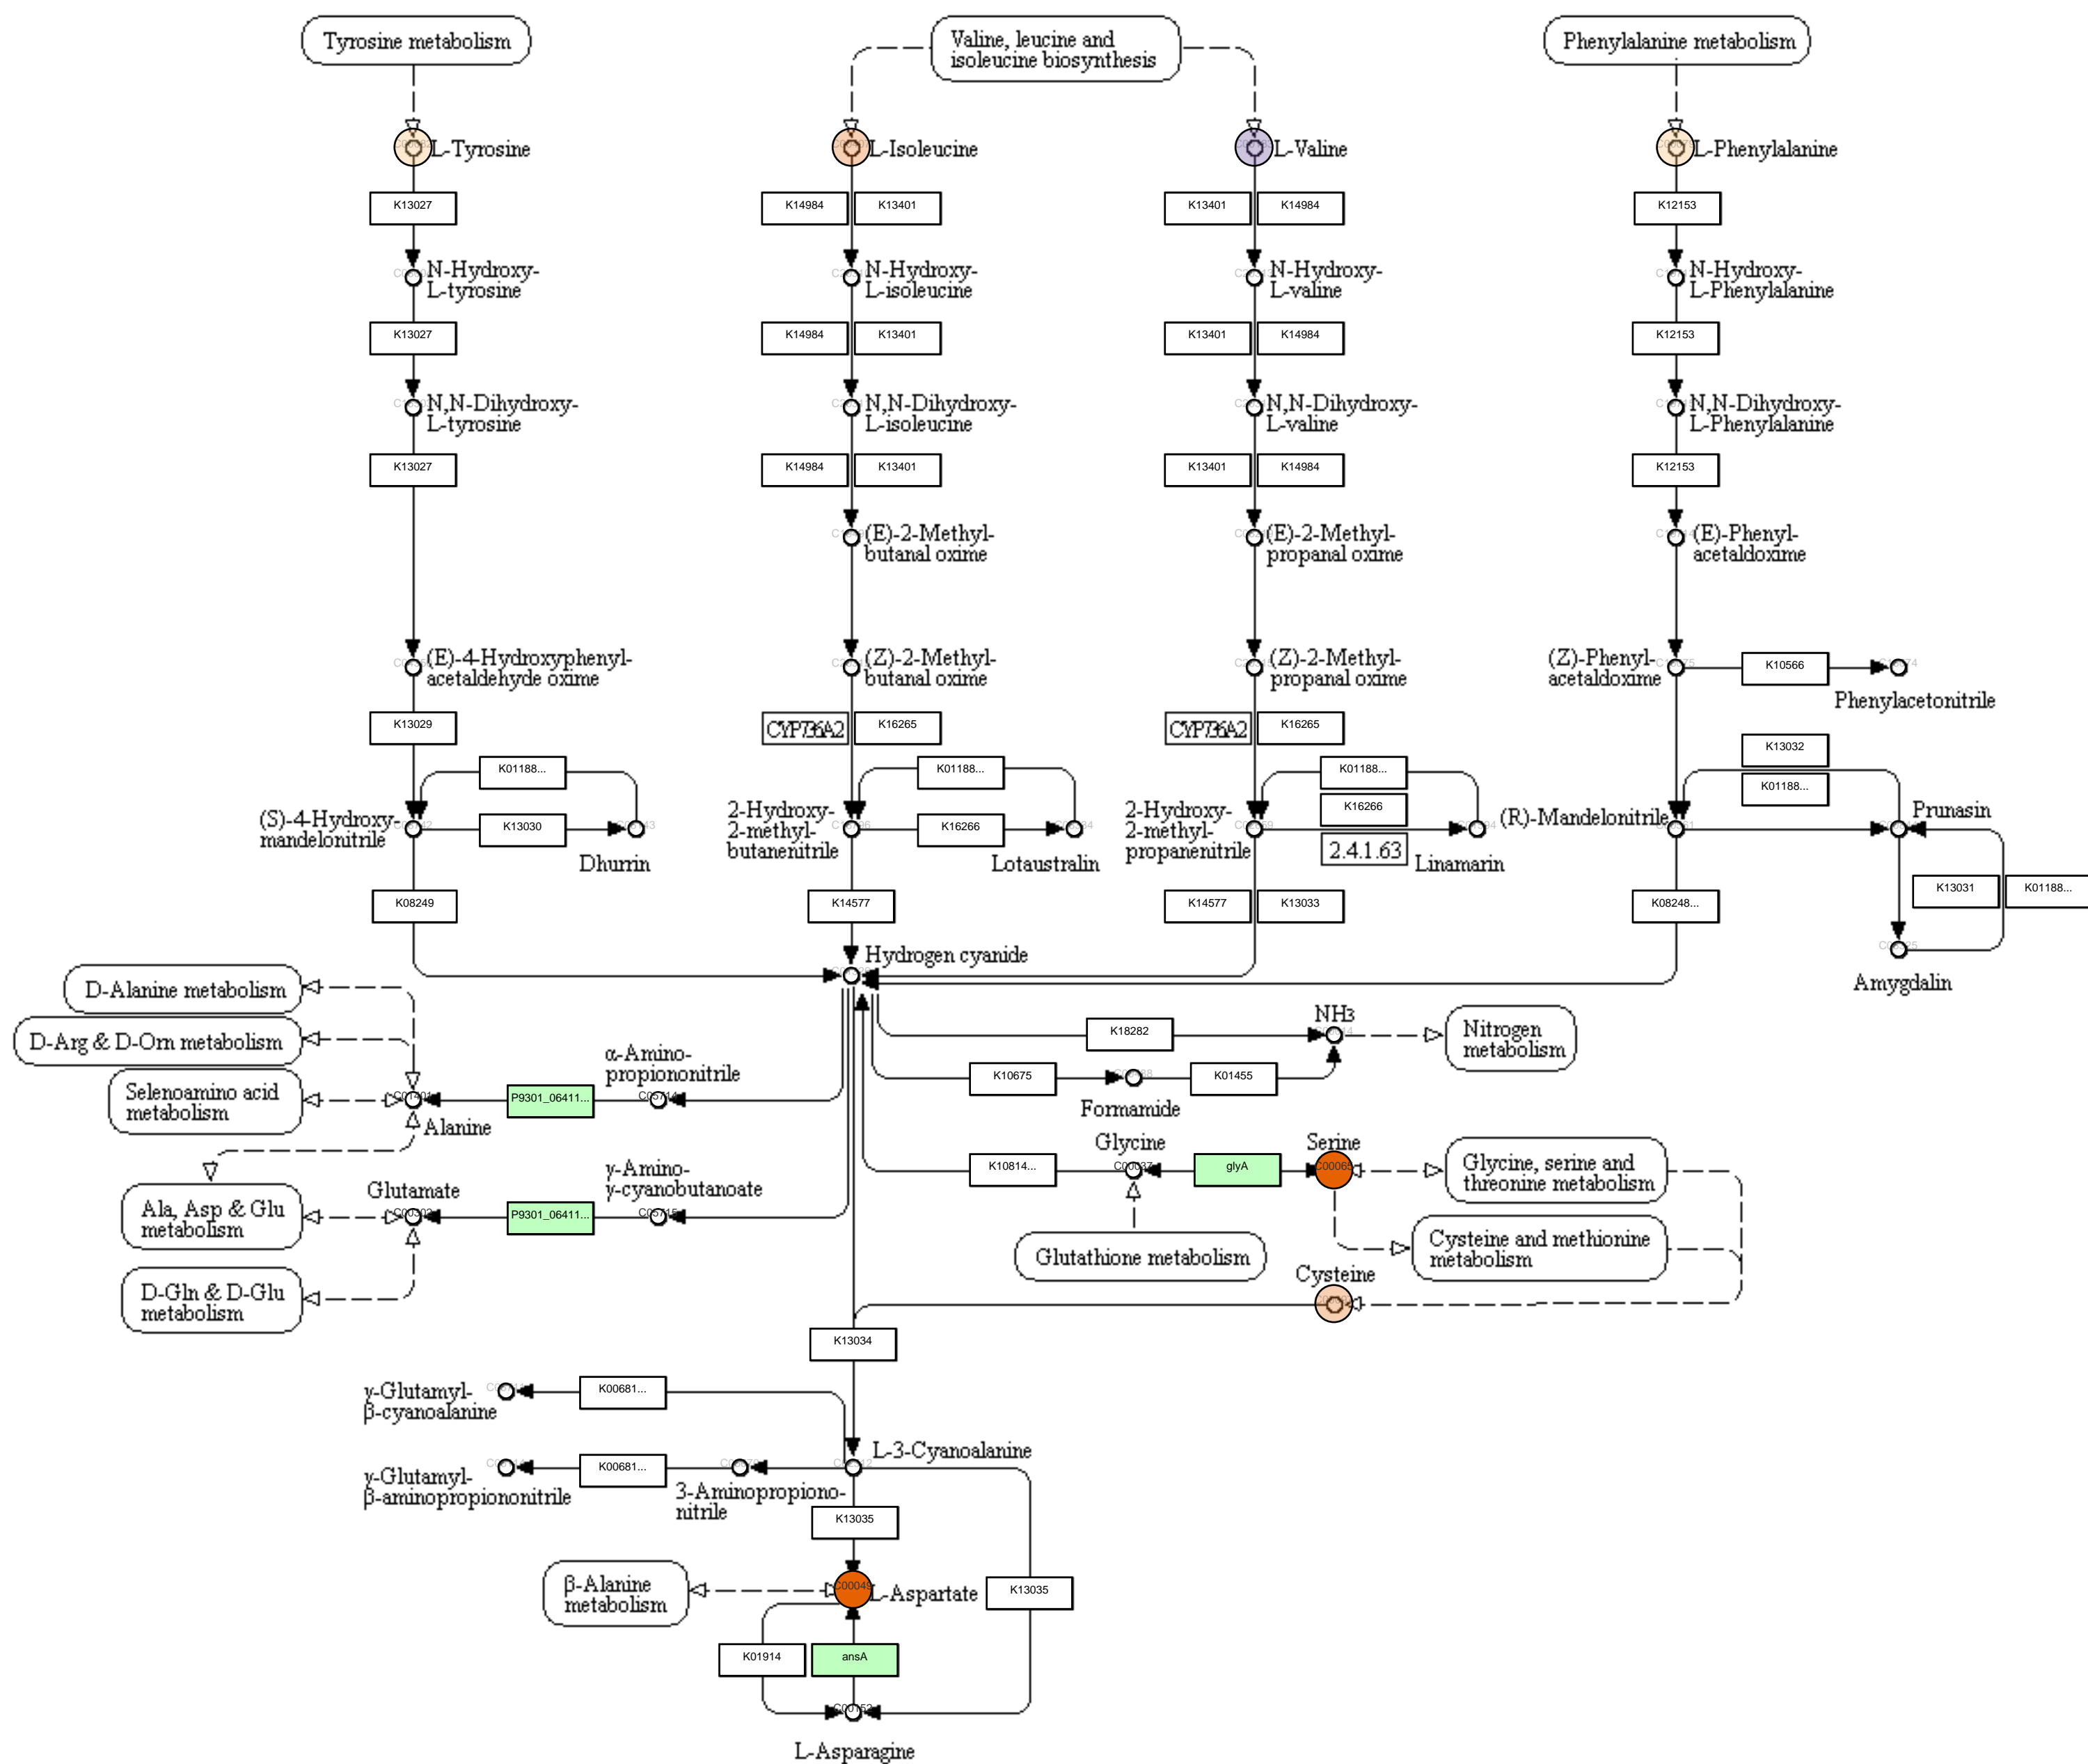 Tyrosine metabolism
Valine, leucine and
isoleucine biosynthesis
Phenylalanine metabolism
L-Tyrosine
L-Isoleucine
L-Valine
L-Phenylalanine
K13027
K14984
K13401
K13401
K14984
K12153
N-Hydroxy-
L-tyrosine
N-Hydroxy-
L-isoleucine
N-Hydroxy-
L-valine
N-Hydroxy-
L-Phenylalanine
K13027
K14984
K13401
K13401
K14984
K12153
N,N-Dihydroxy-
L-tyrosine
N,N-Dihydroxy-
L-isoleucine
N,N-Dihydroxy-
L-valine
N,N-Dihydroxy-
L-Phenylalanine
K13027
K14984
K13401
K13401
K14984
K12153
(E)-2-Methyl-
butanal oxime
(E)-2-Methyl-
propanal oxime
(E)-Phenyl-
acetaldoxime
(E)-4-Hydroxyphenyl-
acetaldehyde oxime
(Z)-2-Methyl-
butanal oxime
(Z)-2-Methyl-
propanal oxime
(Z)-Phenyl-
acetaldoxime
K10566
Phenylacetonitrile
K13029
CYP736A2
K16265
CYP736A2
K16265
K13032
K01188...
K01188...
K01188...
K01188...
(S)-4-Hydroxy-
mandelonitrile
K13030
Dhurrin
2-Hydroxy-
2-methyl-
butanenitrile
K16266
Lotaustralin
2-Hydroxy-
2-methyl-
propanenitrile
K16266
2.4.1.63
Linamarin
(R)-Mandelonitrile
Prunasin
K08249
K14577
K14577
K13033
K08248...
K13031
K01188...
Hydrogen cyanide
Amygdalin
D-Alanine metabolism
D-Arg & D-Orn metabolism
Selenoamino acid
metabolism
K18282
NH3
Nitrogen
metabolism
α-Amino-
propiononitrile
K10675
K01455
Formamide
P9301_06411...
C01401
Alanine
Glycine
Serine
K10814...
C00037
glyA
C00065
Glycine, serine and
threonine metabolism
Ala, Asp & Glu
metabolism
Glutamate
C00302
P9301_06411...
γ-Amino-
γ-cyanobutanoate
C05715
Glutathione metabolism
Cysteine and methionine
metabolism
D-Gln & D-Glu
metabolism
Cysteine
K13034
γ-Glutamyl-
β-cyanoalanine
K00681...
L-3-Cyanoalanine
γ-Glutamyl-
β-aminopropiononitrile
K00681...
3-Aminopropiono-
nitrile
K13035
β-Alanine
metabolism
C00049
L-Aspartate
K13035
K01914
ansA
C00152
L-Asparagine